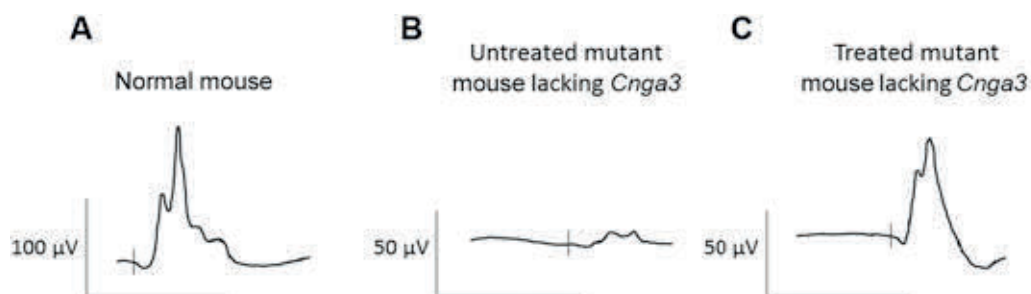 A
Normal mouse
100 µV
B
Untreated mutant
mouse lacking Cnga3
50 µV
C
Treated mutant
mouse lacking Cnga3
50 µV